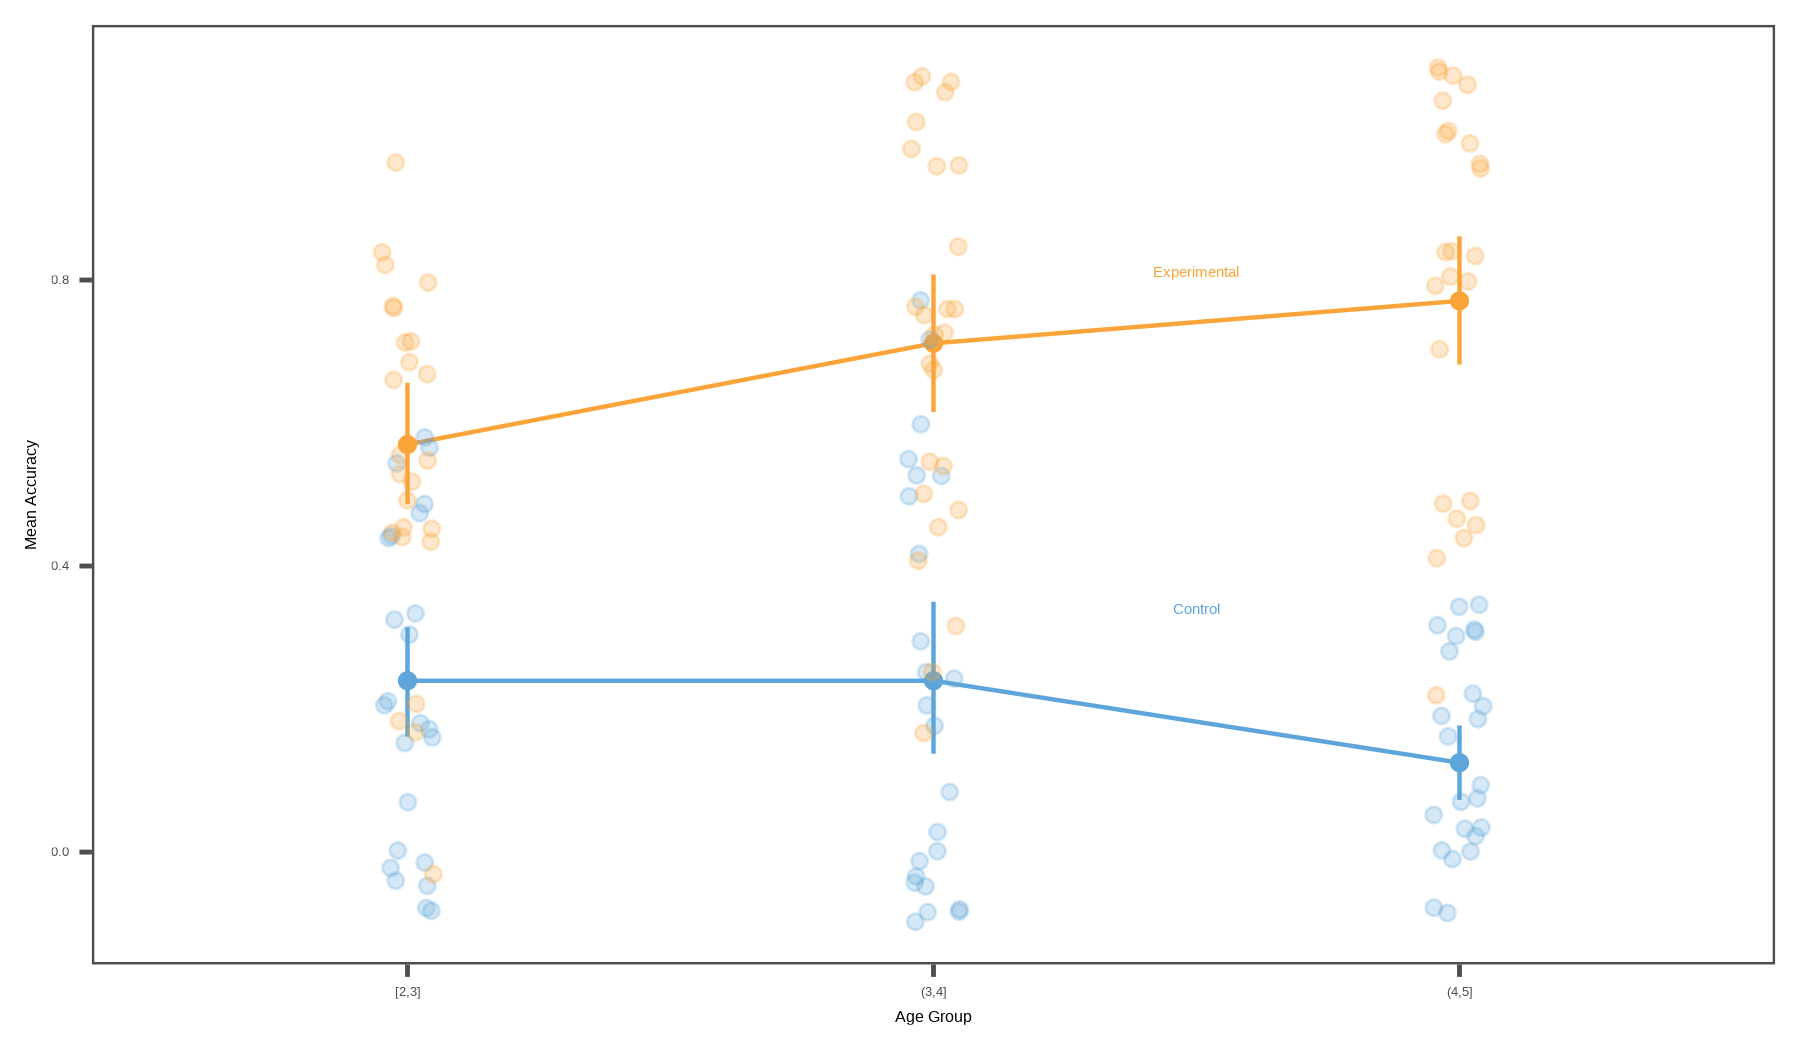 Experimental
0.8
Mean Accuracy
0.4
Control
0.0
[2,3]
(3,4]
(4,5]
Age Group